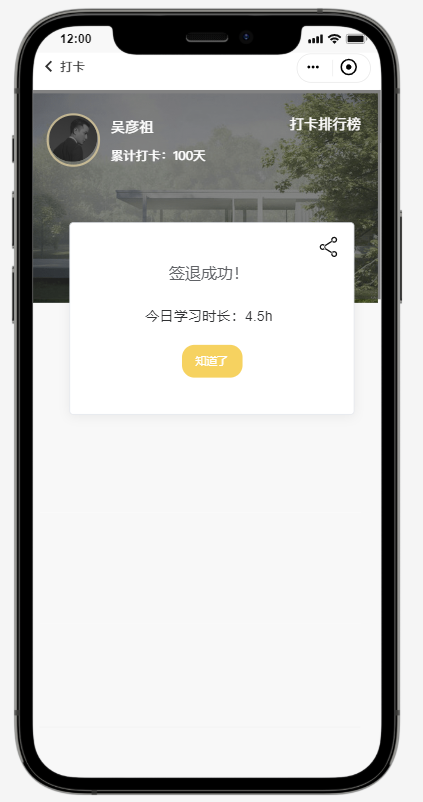 12:00
打卡
吴彦祖
打卡排行榜
累计打卡：100天
签退成功！
今日学习时长：4.5h
知道了